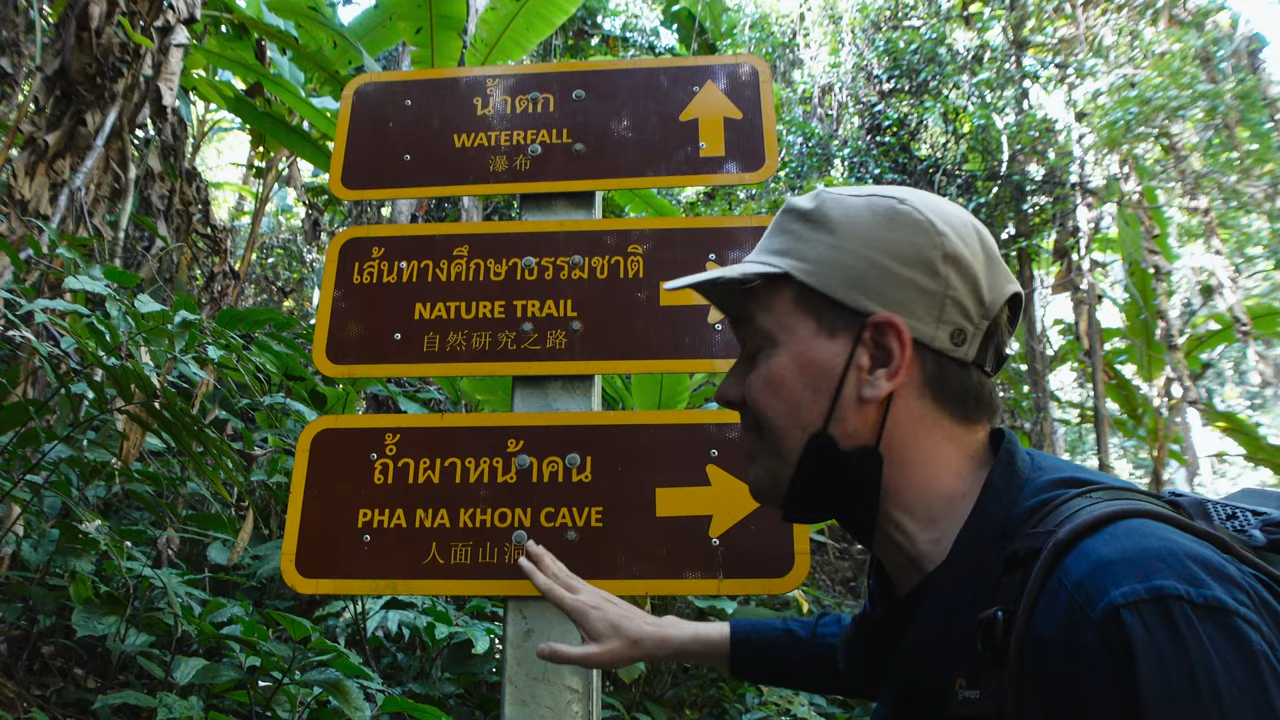 น้ำตก
WATERFALL
瀑布
เส้นทางศึกษาธรรมชาติ
NATURE TRAIL
自然研究之路
ถ้ำผาหน้าคน
PHA NA KHON CAVE
人面山洞